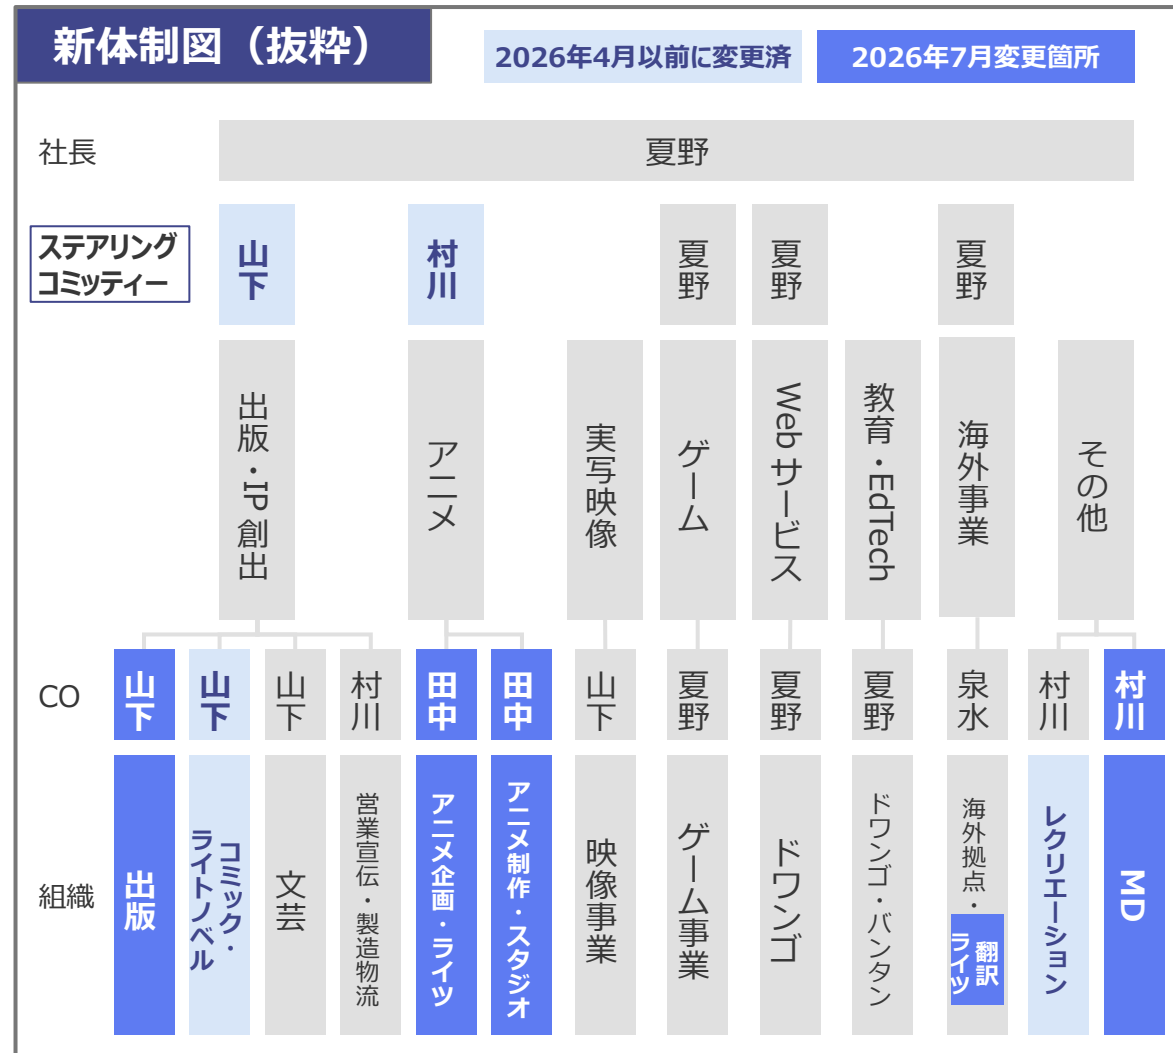 新体制図（抜粋）
2026年4月以前に変更済
2026年7月変更箇所
社長
夏野
ステアリング
コミッティー
山下
村川
夏野
夏野
夏野
出版・IP創出
アニメ
実写映像
ゲーム
Webサービス
教育・EdTech
海外事業
その他
CO
山下
山下
山下
村川
田中
田中
山下
夏野
夏野
夏野
泉水
村川
村川
組織
出版
コミック・
ライトノベル
文芸
営業宣伝・製造物流
アニメ企画・ライツ
アニメ制作・スタジオ
映像事業
ゲーム事業
ドワンゴ
ドワンゴ・バンタン
海外拠点・
翻訳
ライツ
レクリエーション
MD